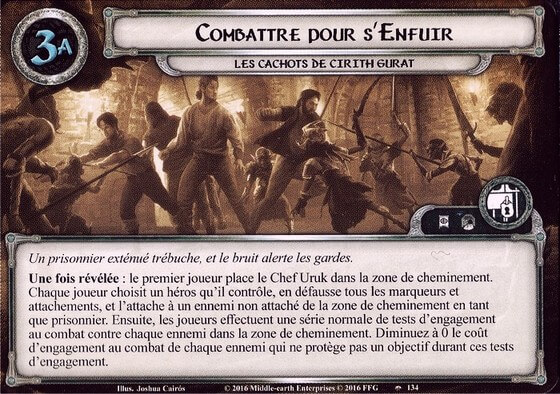 3A
COMBATTRE POUR S'ENFUIR
LES CACHOTS DE CIRITH GURAT
Un prisonnier exténué trébuche, et le bruit alerte les gardes.
Une fois révélée : le premier joueur place le Chef Uruk dans la zone de cheminement.
Chaque joueur choisit un héros qu'il contrôle, en défausse tous les marqueurs et
attachements, et l'attache à un ennemi non attaché de la zone de cheminement en tant
que prisonnier. Ensuite, les joueurs effectuent une série normale de tests d'engagement
au combat contre chaque ennemi dans la zone de cheminement. Diminuez à 0 le coût
d'engagement au combat de chaque ennemi qui ne protège pas un objectif durant ces tests
d'engagement.
Illus. Joshua Cairós © 2016 Middle-earth Enterprises © 2016 FFG 134